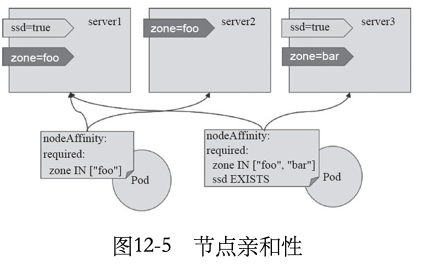 ssd=true
server1
zone=foo
zone=foo
server2
ssd=true
server3
zone=bar
nodeAffinity:
required:
zone IN ["foo"]
Pod
nodeAffinity:
required:
zone IN ["foo", "bar"]
ssd EXISTS
Pod
图12-5 节点亲和性